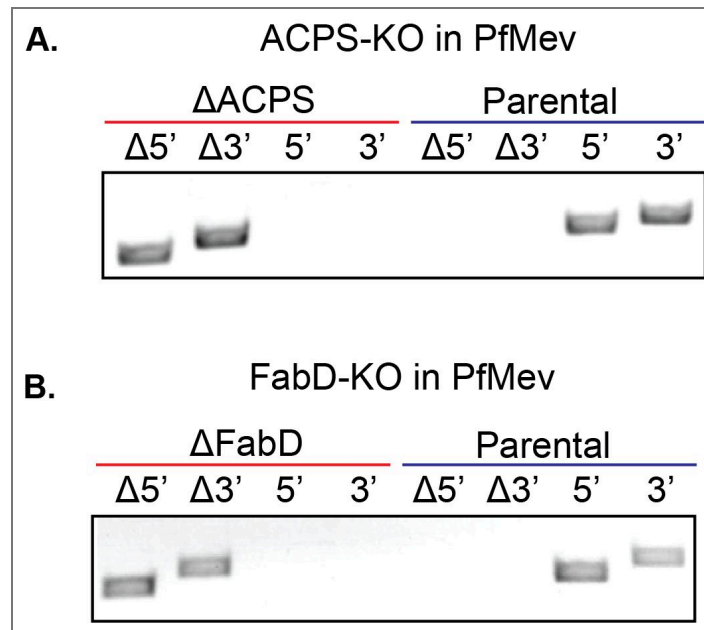 A.
ACPS-KO in PfMev
ΔACPS Parental
Δ5’ Δ3’ 5’ 3’ Δ5’ Δ3’ 5’ 3’
B.
FabD-KO in PfMev
ΔFabD Parental
Δ5’ Δ3’ 5’ 3’ Δ5’ Δ3’ 5’ 3’